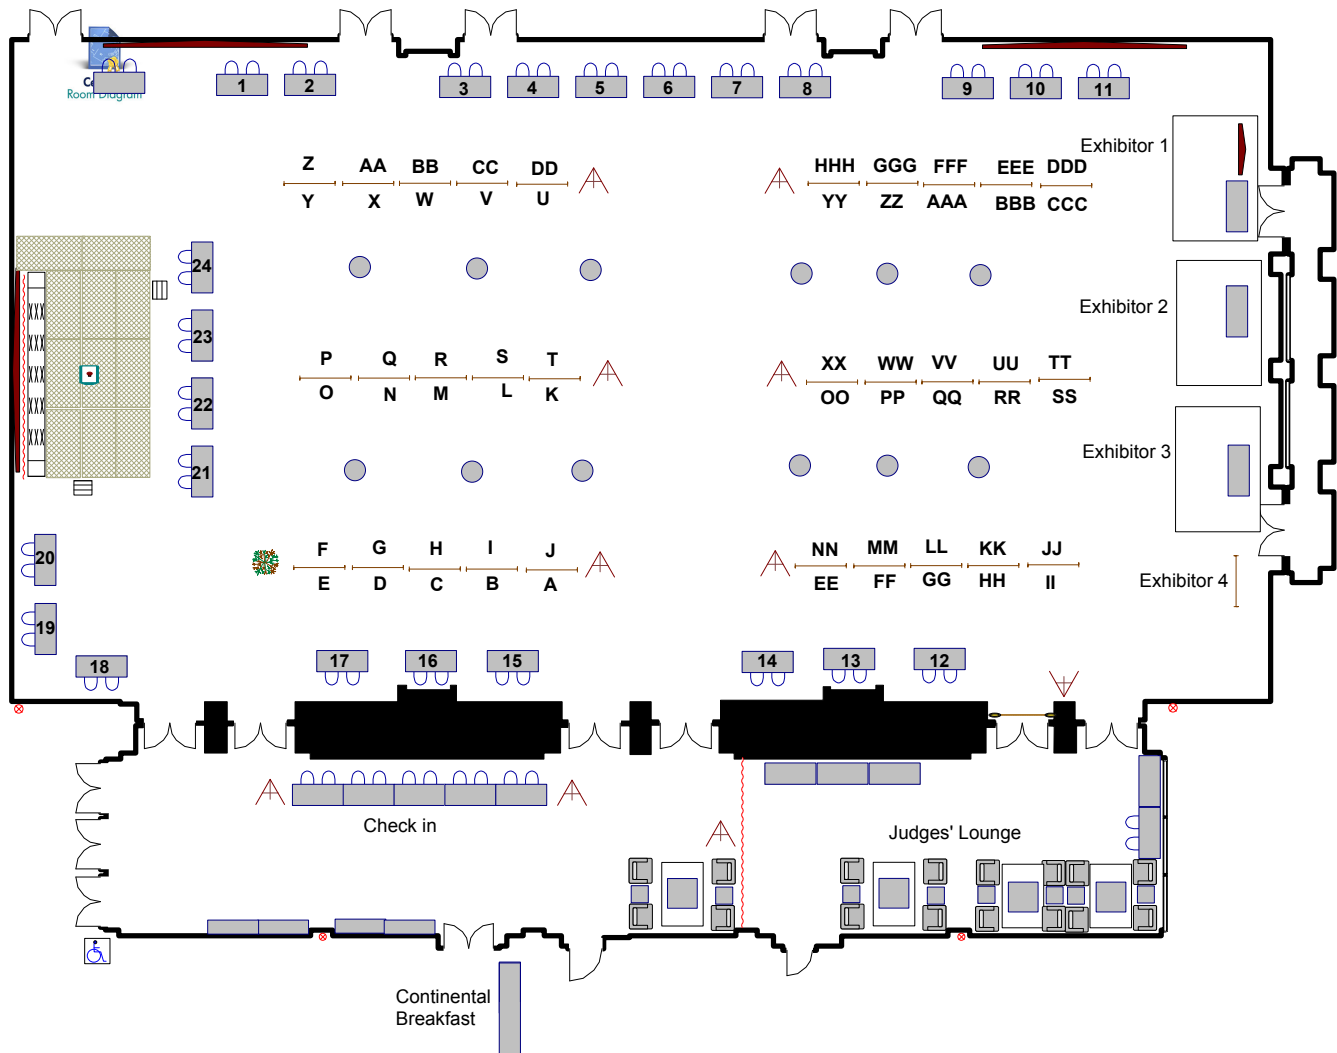 Ce
Room Diagram
1 2 3 4 5 6 7 8 9 10 11
Exhibitor 1
Z AA BB CC DD HHH GGG FFF EEE DDD
Y X W V U YY ZZ AAA BBB CCC
24
Exhibitor 2
23
P Q R S T XX WW VV UU TT
O N M L K OO PP QQ RR SS
22
Exhibitor 3
21
F G H I J NN MM LL KK JJ
20
E D C B A EE FF GG HH II
Exhibitor 4
19
18 17 16 15 14 13 12
Check in
Judges' Lounge
Continental
Breakfast